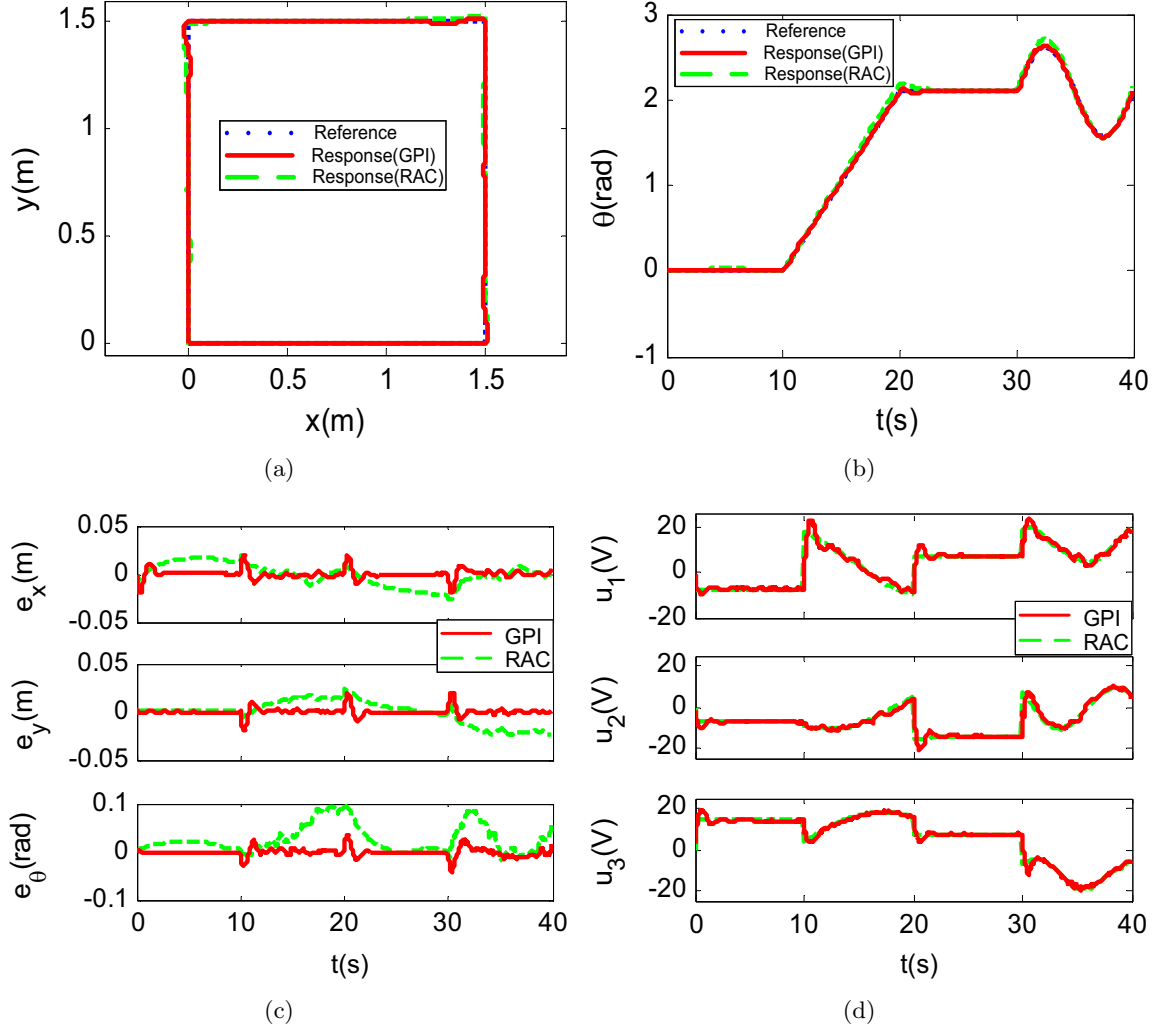 1.5
1
0.5
0
y(m)
Reference
Response(GPI)
Response(RAC)
0 0.5 1 1.5
x(m)
(a)
3
2
1
0
-1
θ(rad)
Reference
Response(GPI)
Response(RAC)
0 10 20 30 40
t(s)
(b)
0.05
0
-0.05
e_x(m)
GPI
RAC
0.05
0
-0.05
e_y(m)
0.1
0
-0.1
e_θ(rad)
0 10 20 30 40
t(s)
(c)
20
0
-20
u_1(V)
GPI
RAC
20
0
-20
u_2(V)
20
0
-20
u_3(V)
0 10 20 30 40
t(s)
(d)